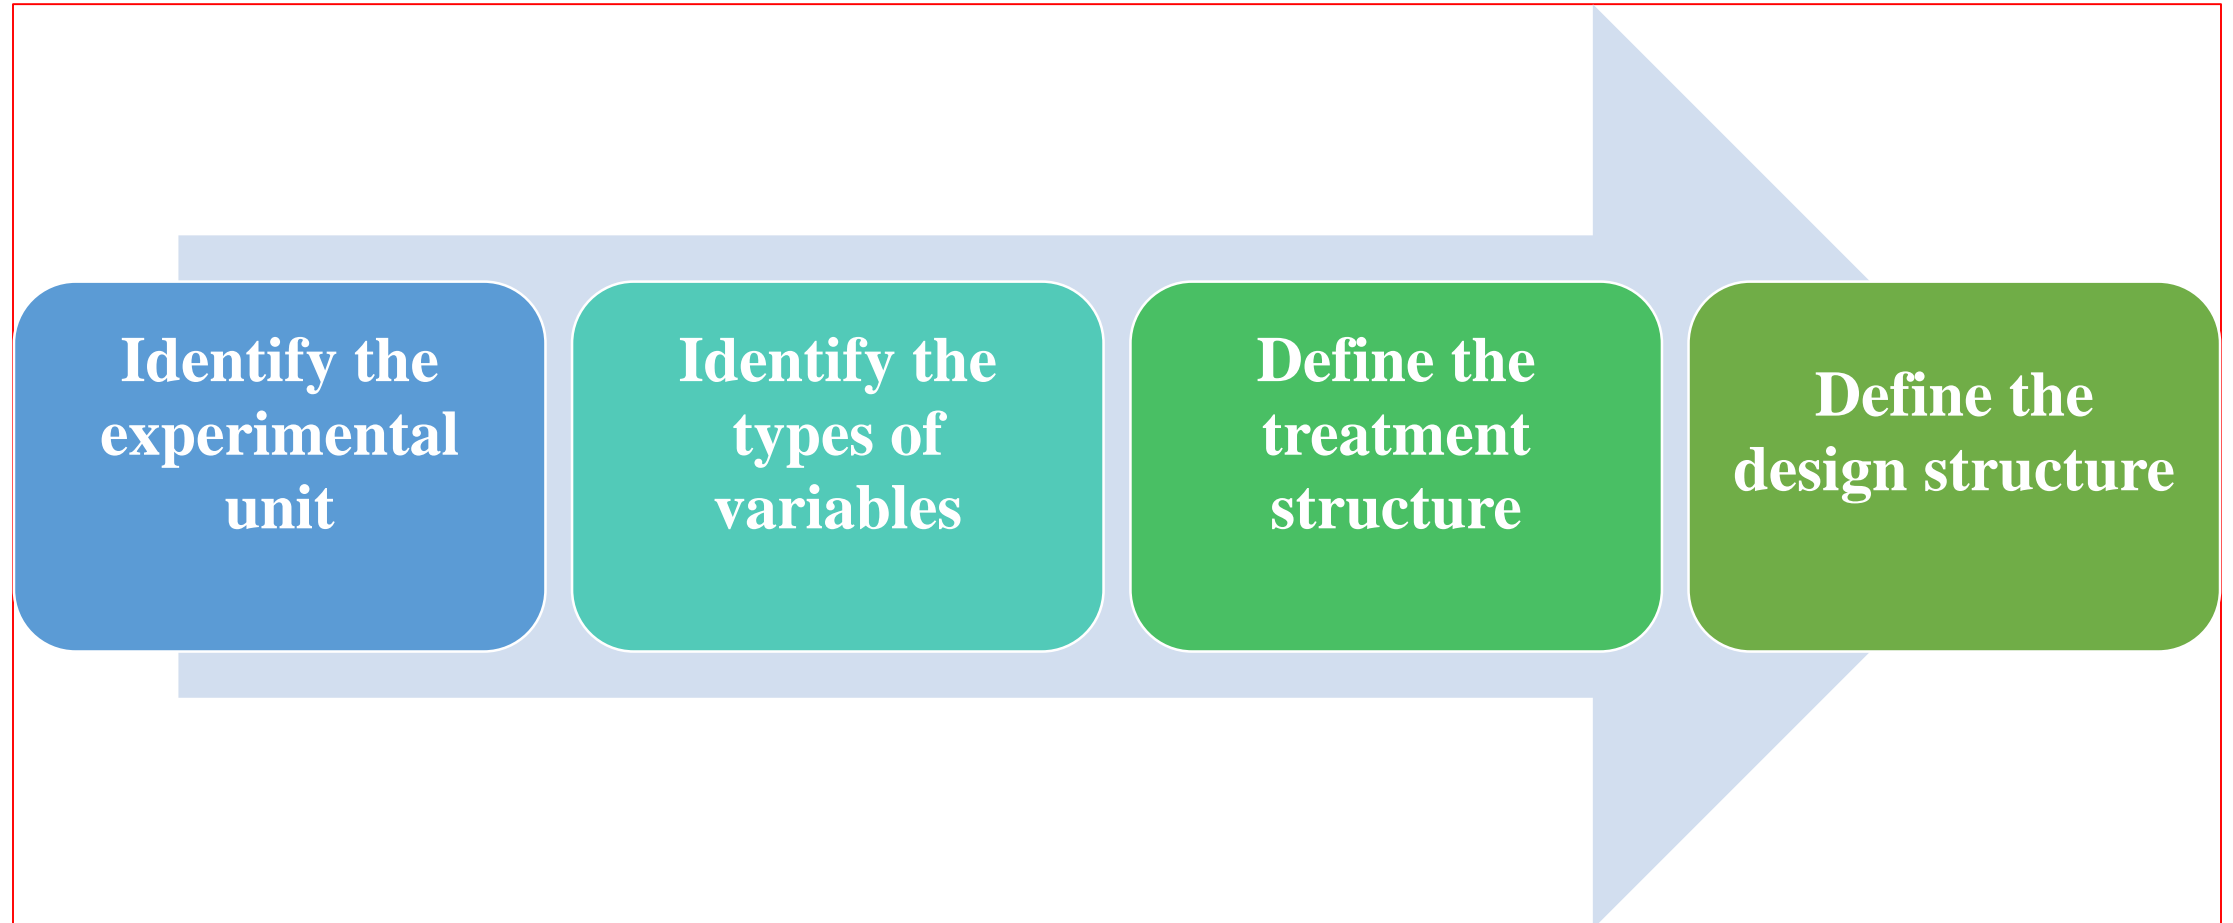 Identify the
experimental
unit
Identify the
types of
variables
Define the
treatment
structure
Define the
design structure